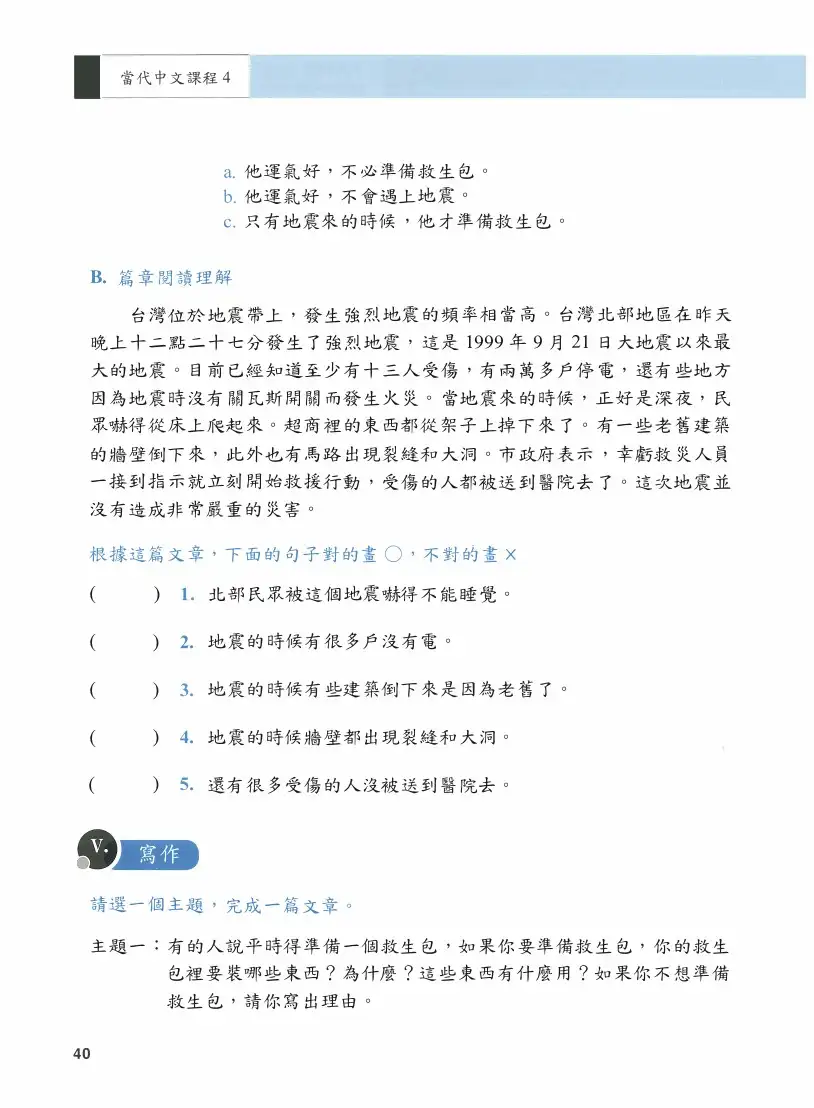 當代中文課程 4
a. 他運氣好，不必準備救生包。
b. 他運氣好，不會遇上地震。
c. 只有地震來的時候，他才準備救生包。
B. 篇章閱讀理解
台灣位於地震帶上，發生強烈地震的頻率相當高。台灣北部地區在昨天
晚上十二點二十七分發生了強烈地震，這是 1999 年 9 月 21 日大地震以來最
大的地震。目前已經知道至少有十三人受傷，有兩萬多戶停電，還有些地方
因為地震時沒有關瓦斯開關而發生火災。當地震來的時候，正好是深夜，民
眾嚇得從床上爬起來。超商裡的東西都從架子上掉下來了。有一些老舊建築
的牆壁倒下來，此外也有馬路出現裂縫和大洞。市政府表示，幸虧救災人員
一接到指示就立刻開始救援行動，受傷的人都被送到醫院去了。這次地震並
沒有造成非常嚴重的災害。
根據這篇文章，下面的句子對的畫 ○，不對的畫 ×
(　　) 1. 北部民眾被這個地震嚇得不能睡覺。
(　　) 2. 地震的時候有很多戶沒有電。
(　　) 3. 地震的時候有些建築倒下來是因為老舊了。
(　　) 4. 地震的時候牆壁都出現裂縫和大洞。
(　　) 5. 還有很多受傷的人沒被送到醫院去。
V. 寫作
請選一個主題，完成一篇文章。
主題一：有的人說平時得準備一個救生包，如果你要準備救生包，你的救生
包裡要裝哪些東西？為什麼？這些東西有什麼用？如果你不想準備
救生包，請你寫出理由。
40